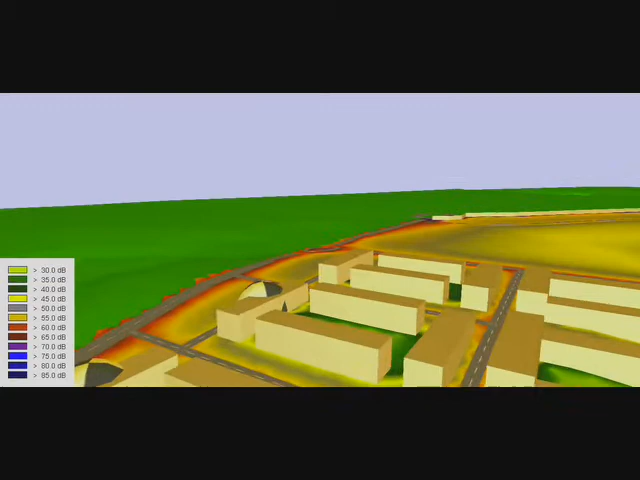 > 30.0 dB
> 35.0 dB
> 40.0 dB
> 45.0 dB
> 50.0 dB
> 55.0 dB
> 60.0 dB
> 65.0 dB
> 70.0 dB
> 75.0 dB
> 80.0 dB
> 85.0 dB